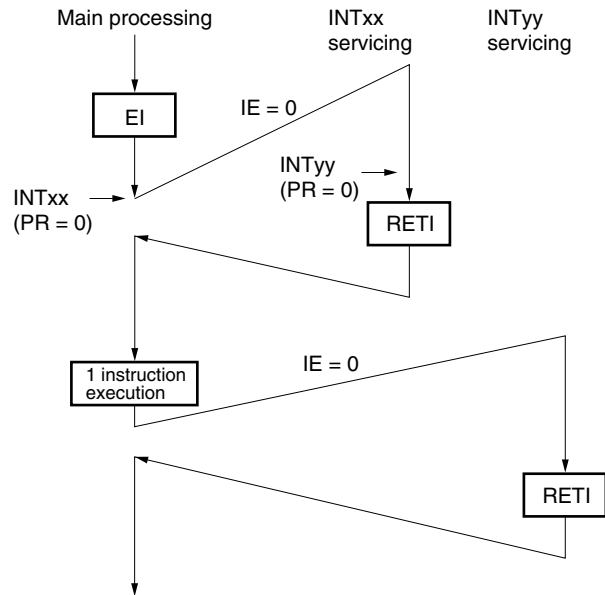 Main processing
INTxx
servicing
INTyy
servicing
EI
IE = 0
INTyy
(PR = 0)
INTxx
(PR = 0)
RETI
1 instruction
execution
IE = 0
RETI